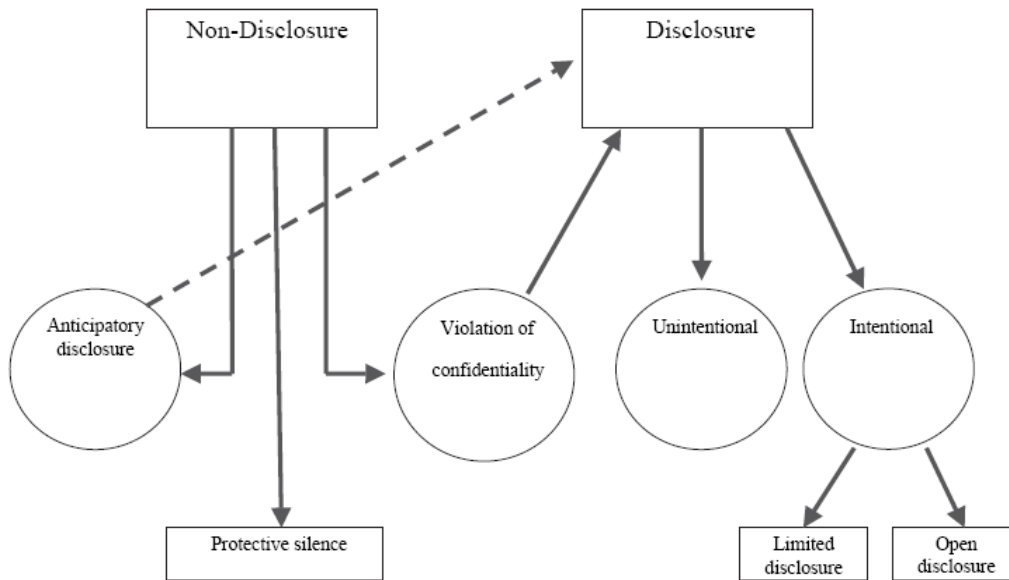 Non-Disclosure
Disclosure
Anticipatory
disclosure
Violation of
confidentiality
Unintentional
Intentional
Protective silence
Limited
disclosure
Open
disclosure